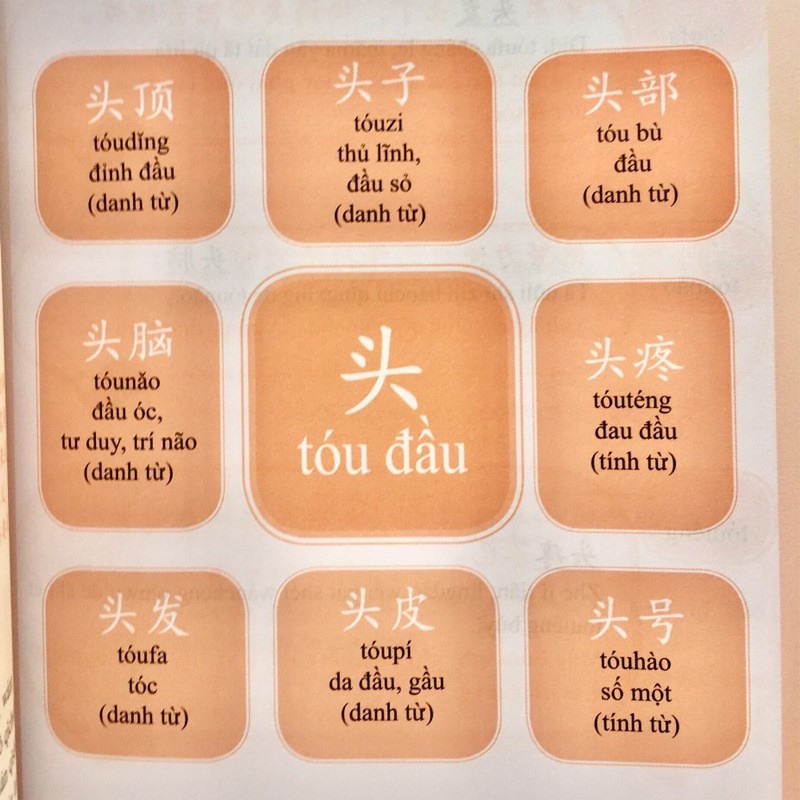 头顶
tóudǐng
đỉnh đầu
(danh từ)
头子
tóuzi
thủ lĩnh,
đầu sỏ
(danh từ)
头部
tóu bù
đầu
(danh từ)
头脑
tóunǎo
đầu óc,
tư duy, trí não
(danh từ)
头
tóu đầu
头疼
tóuténg
đau đầu
(tính từ)
头发
tóufa
tóc
(danh từ)
头皮
tóupí
da đầu, gầu
(danh từ)
头号
tóuhào
số một
(tính từ)